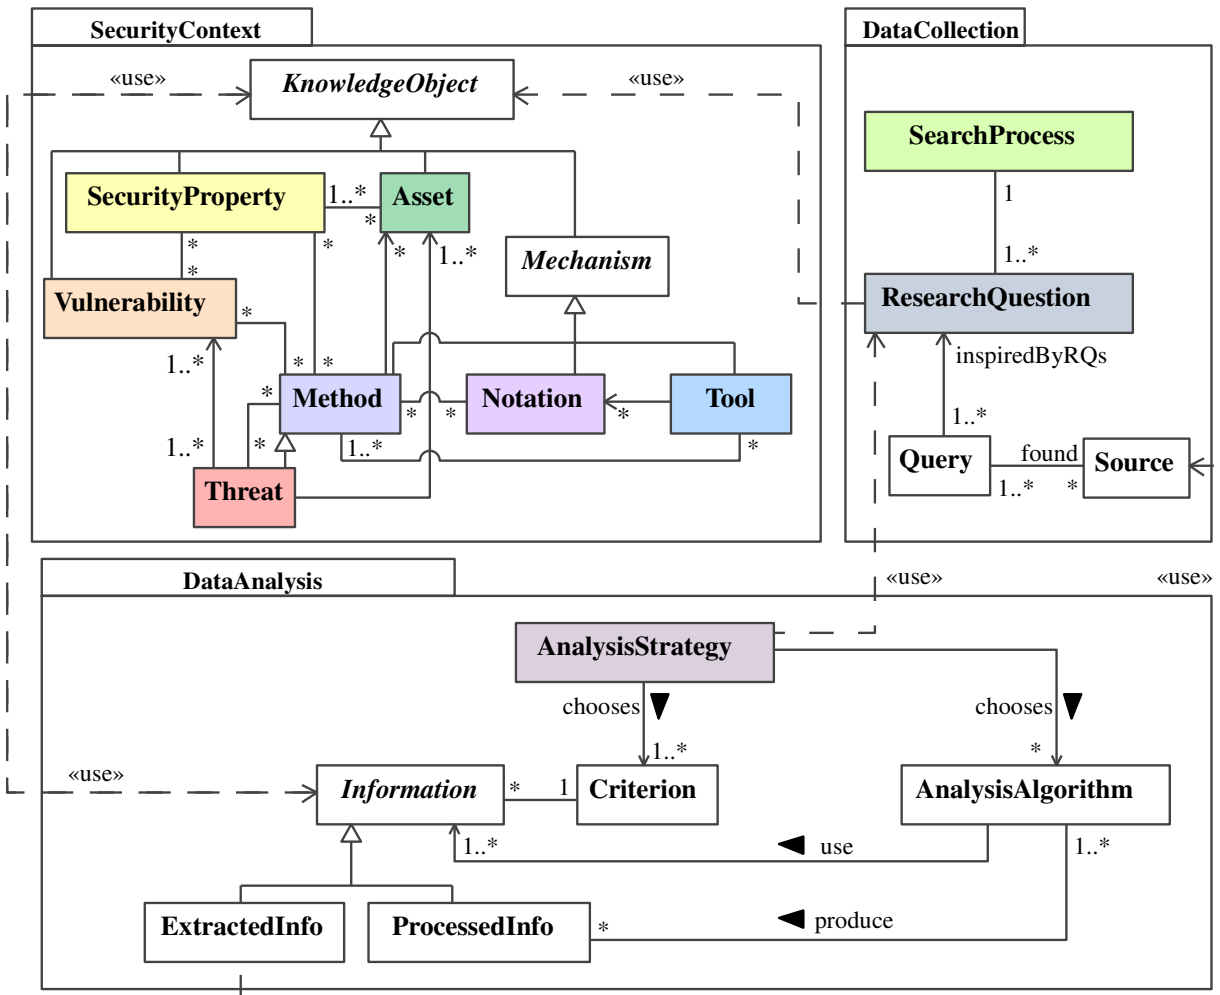 SecurityContext
DataCollection
«use»
KnowledgeObject
«use»
SearchProcess
SecurityProperty
1..*
Asset
*
1
*
*
*
1..*
1..*
*
Mechanism
Vulnerability
ResearchQuestion
*
inspiredByRQs
1..*
*
*
*
Method
*
*
Notation
*
Tool
1..*
1..*
*
1..*
*
Query
found
Source
1..*
*
Threat
DataAnalysis
«use»
«use»
AnalysisStrategy
chooses
chooses
1..*
*
«use»
Information
*
1
Criterion
AnalysisAlgorithm
1..*
use
1..*
ExtractedInfo
ProcessedInfo
*
produce